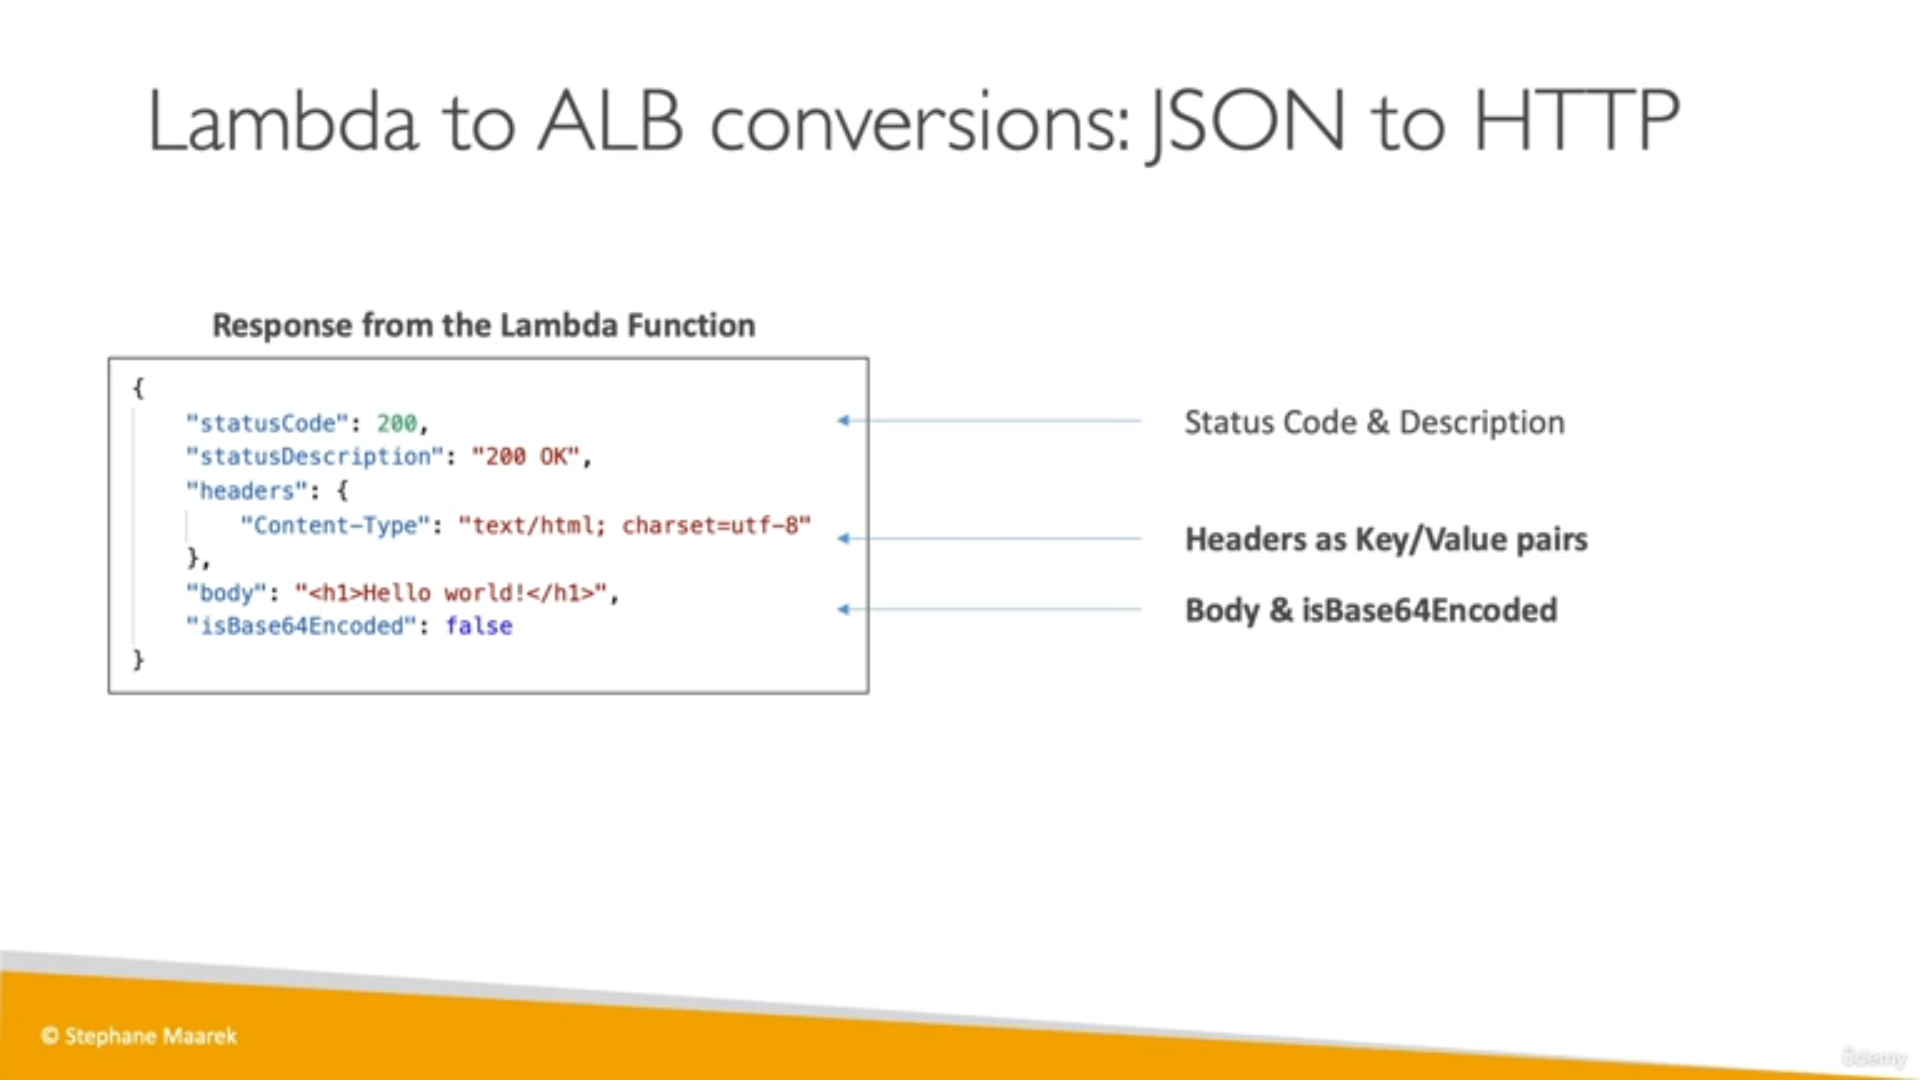 Lambda to ALB conversions: JSON to HTTP
Response from the Lambda Function
{
"statusCode": 200,
"statusDescription": "200 OK",
"headers": {
"Content-Type": "text/html; charset=utf-8"
},
"body": "<h1>Hello world!</h1>",
"isBase64Encoded": false
}
Status Code & Description
Headers as Key/Value pairs
Body & isBase64Encoded
© Stephane Maarek
ûdemy